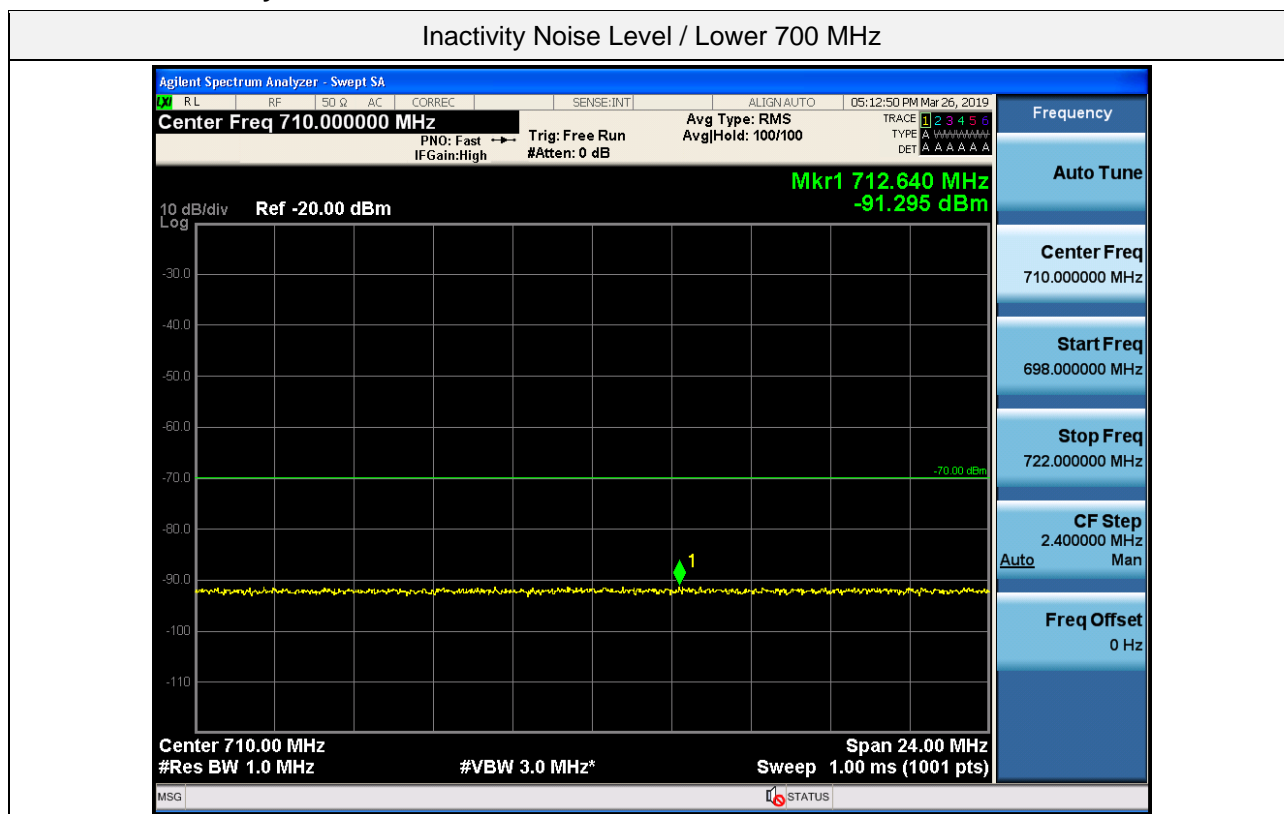 Inactivity Noise Level / Lower 700 MHz
Agilent Spectrum Analyzer - Swept SA
LXI RL RF 50 Ω AC CORREC SENSE:INT ALIGN AUTO 05:12:50 PM Mar 26, 2019
Center Freq 710.000000 MHz
PNO: Fast
IFGain:High
Trig: Free Run
#Atten: 0 dB
Avg Type: RMS
Avg|Hold: 100/100
TRACE 1 2 3 4 5 6
TYPE A WWWWW
DET A A A A A A
Mkr1 712.640 MHz
-91.295 dBm
10 dB/div Ref -20.00 dBm
Log
-30.0
-40.0
-50.0
-60.0
-70.0
-70.00 dBm
-80.0
1
-90.0
-100
-110
Center 710.00 MHz Span 24.00 MHz
#Res BW 1.0 MHz #VBW 3.0 MHz* Sweep 1.00 ms (1001 pts)
MSG STATUS
Frequency
Auto Tune
Center Freq
710.000000 MHz
Start Freq
698.000000 MHz
Stop Freq
722.000000 MHz
CF Step
2.400000 MHz
Auto Man
Freq Offset
0 Hz